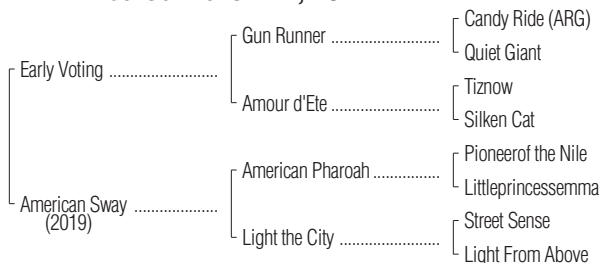 Candy Ride (ARG)
Gun Runner
Quiet Giant
Early Voting
Tiznow
Amour d'Ete
Silken Cat
Pioneerof the Nile
American Pharoah
Littleprincessemma
American Sway
(2019)
Street Sense
Light the City
Light From Above